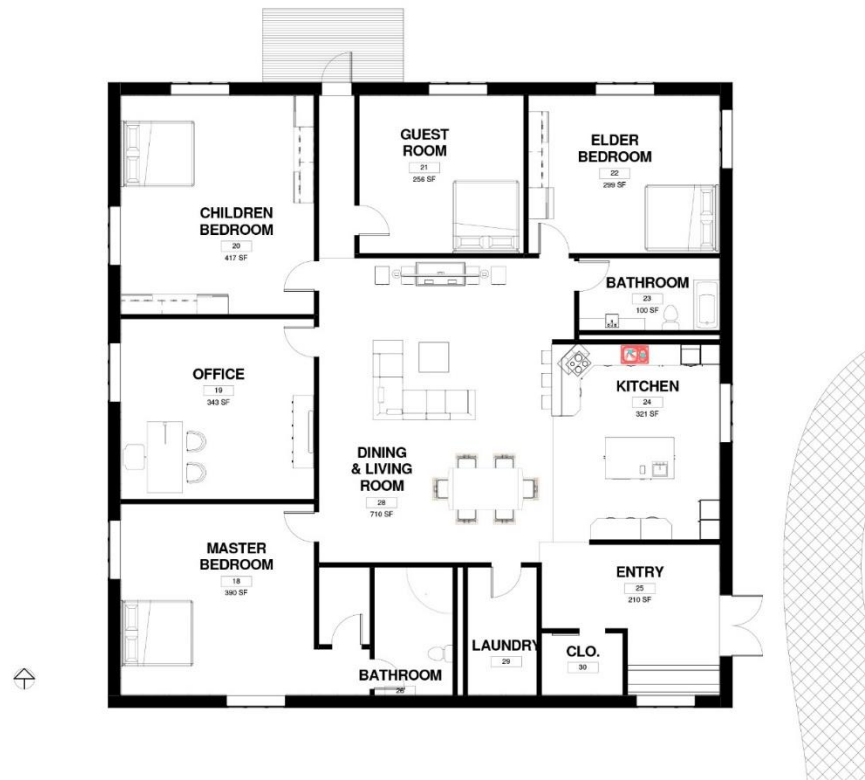 GUEST
ROOM
21
256 SF
ELDER
BEDROOM
22
299 SF
CHILDREN
BEDROOM
20
417 SF
BATHROOM
23
100 SF
OFFICE
19
343 SF
KITCHEN
24
321 SF
DINING
& LIVING
ROOM
28
710 SF
MASTER
BEDROOM
18
390 SF
ENTRY
25
210 SF
LAUNDRY
29
CLO.
30
BATHROOM
26